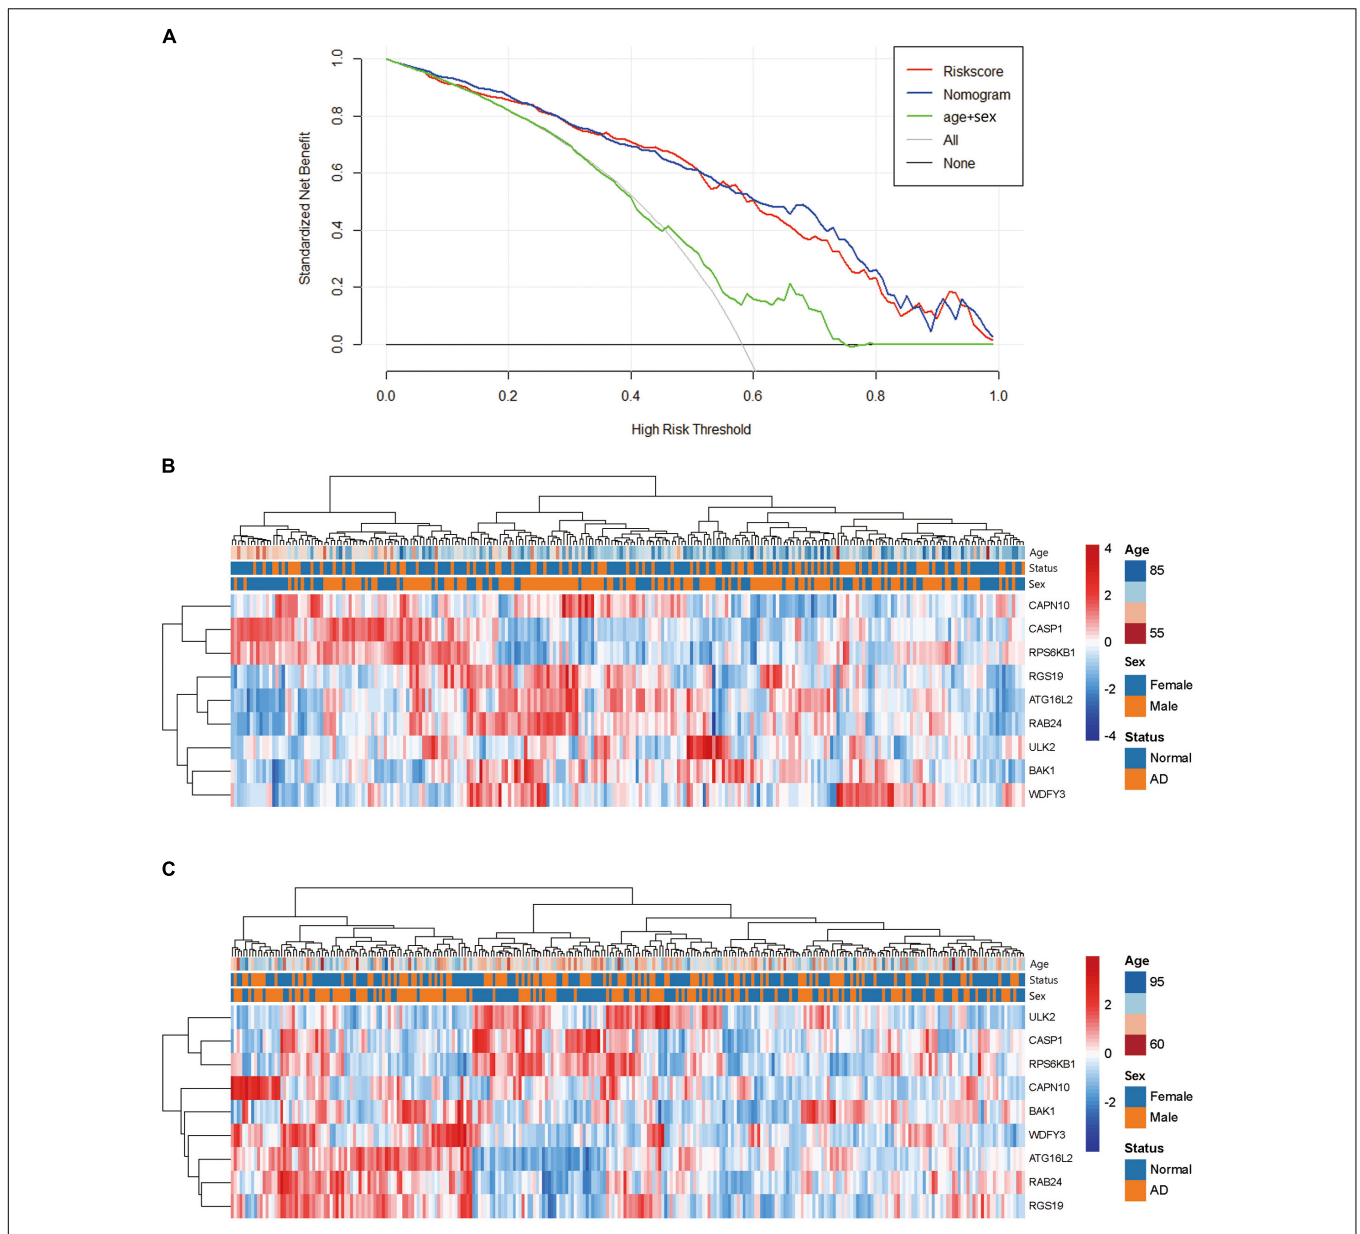 A
1.0
0.8
0.6
0.4
0.2
0.0
Standardized Net Benefit
Riskscore
Nomogram
age+sex
All
None
0.0 0.2 0.4 0.6 0.8 1.0
High Risk Threshold
B
Age
Status
Sex
CAPN10
CASP1
RPS6KB1
RGS19
ATG16L2
RAB24
ULK2
BAK1
WDFY3
4
2
0
-2
-4
Age
85
55
Sex
Female
Male
Status
Normal
AD
C
Age
Status
Sex
ULK2
CASP1
RPS6KB1
CAPN10
BAK1
WDFY3
ATG16L2
RAB24
RGS19
2
0
-2
Age
95
60
Sex
Female
Male
Status
Normal
AD